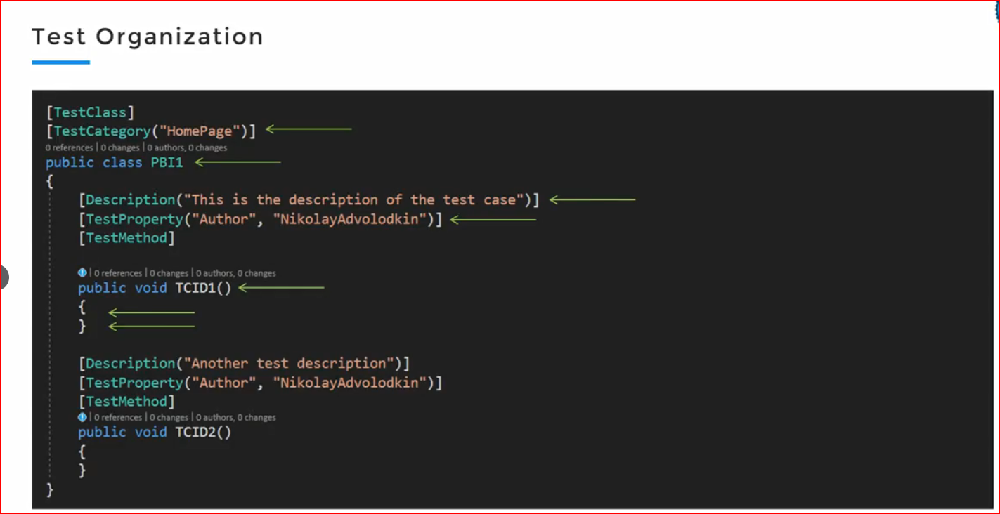 Test Organization
[TestClass]
[TestCategory("HomePage")]
0 references | 0 changes | 0 authors, 0 changes
public class PBI1
{
[Description("This is the description of the test case")]
[TestProperty("Author", "NikolayAdvolodkin")]
[TestMethod]
| 0 references | 0 changes | 0 authors, 0 changes
public void TCID1()
{
}
[Description("Another test description")]
[TestProperty("Author", "NikolayAdvolodkin")]
[TestMethod]
| 0 references | 0 changes | 0 authors, 0 changes
public void TCID2()
{
}
}